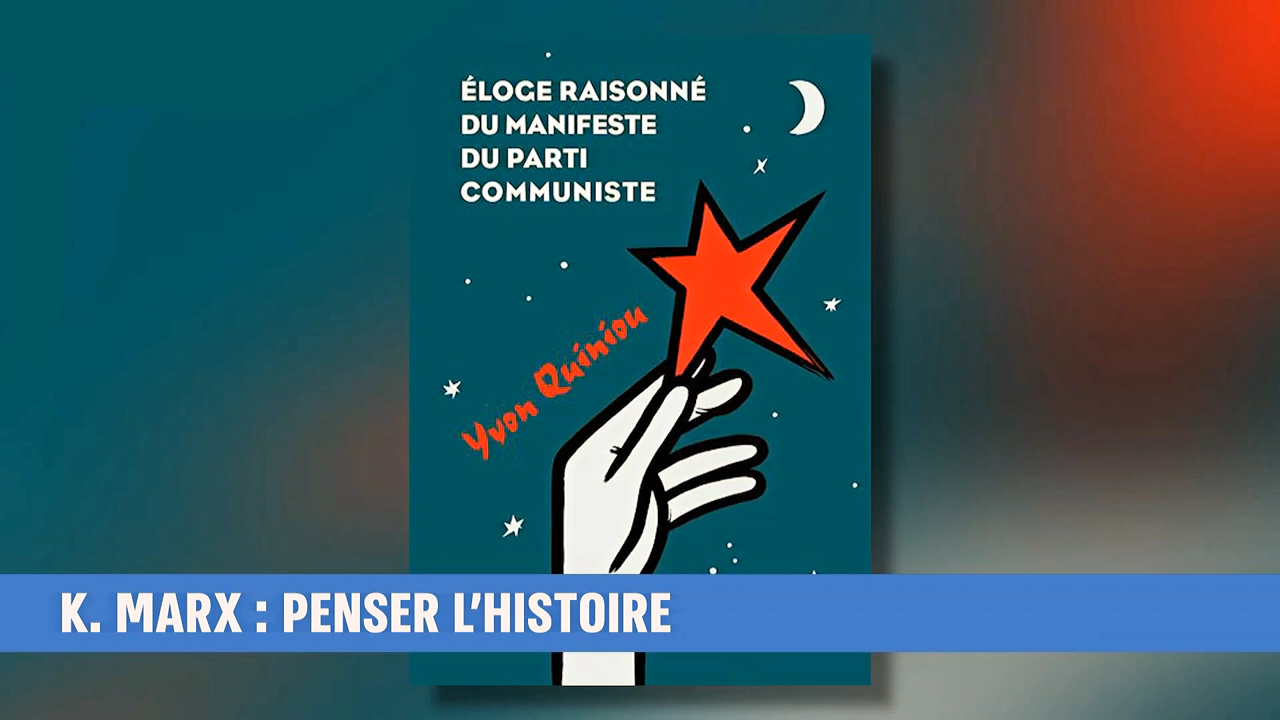 ÉLOGE RAISONNÉ
DU MANIFESTE
DU PARTI
COMMUNISTE
Yvon Quiniou
K. MARX : PENSER L'HISTOIRE